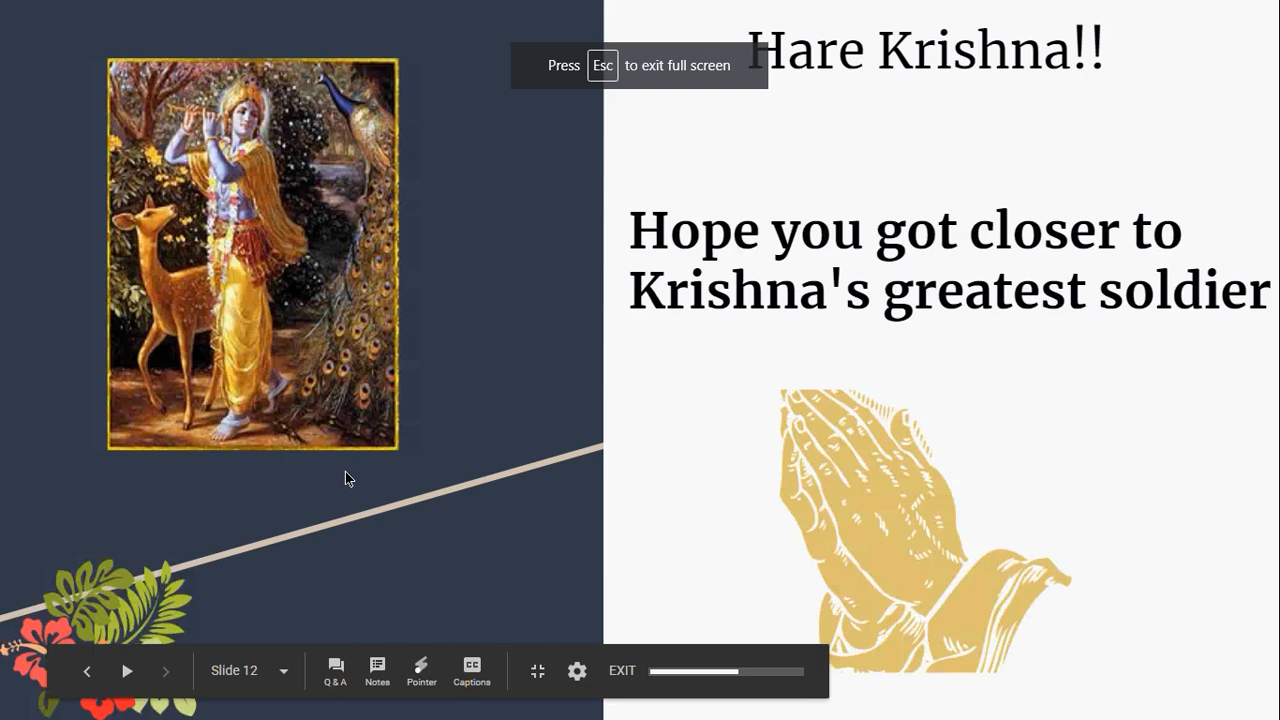 Hare Krishna!!
Press Esc to exit full screen
Hope you got closer to
Krishna's greatest soldier
Slide 12
Q & A
Notes
Pointer
CC
Captions
EXIT